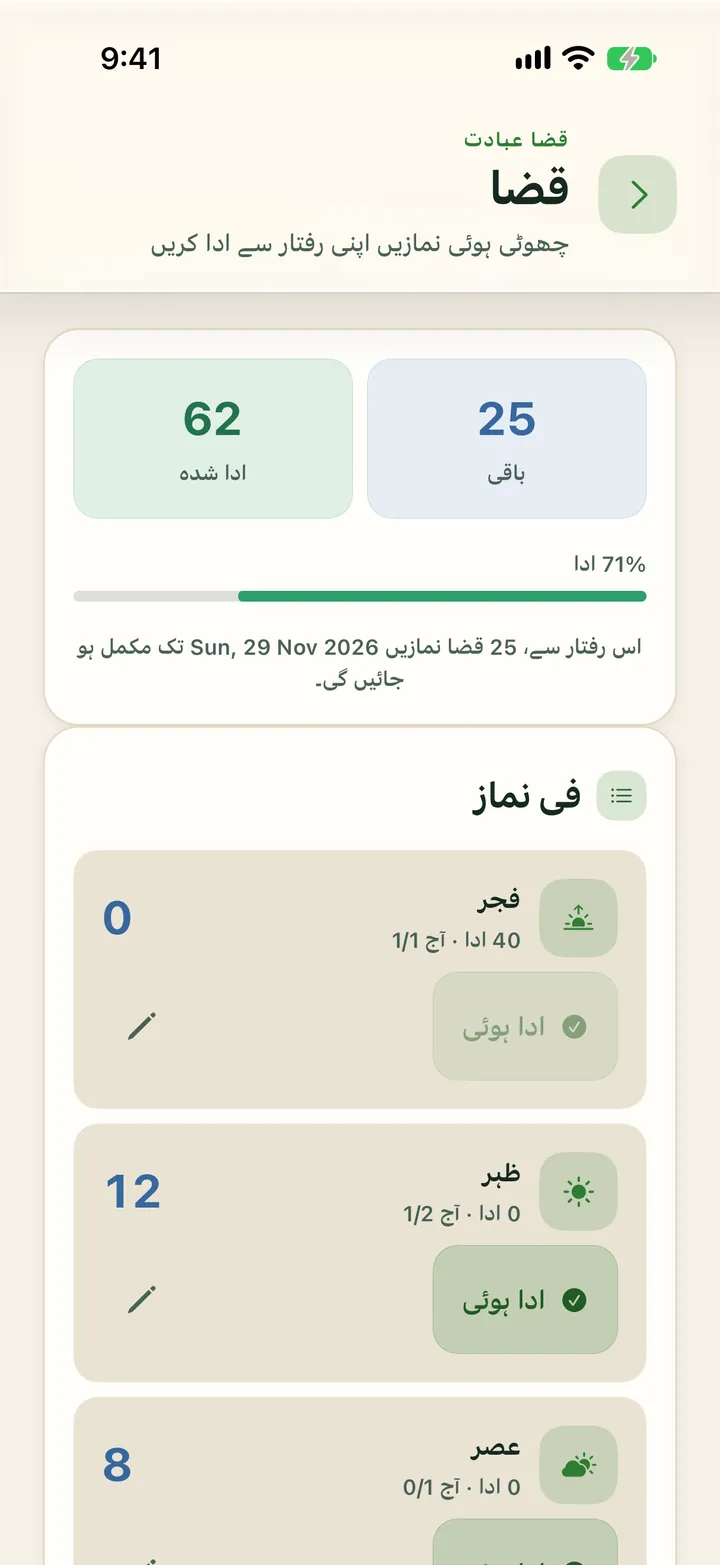 9:41
قضا عبادت
قضا
چھوٹی ہوئی نمازیں اپنی رفتار سے ادا کریں
25
باقی
62
ادا شدہ
71% ادا
اس رفتار سے، 25 قضا نمازیں Sun, 29 Nov 2026 تک مکمل ہو
جائیں گی۔
فی نماز
فجر
0
40 ادا · آج 1/1
ادا ہوئی
ظہر
12
0 ادا · آج 1/2
ادا ہوئی
عصر
8
0 ادا · آج 0/1